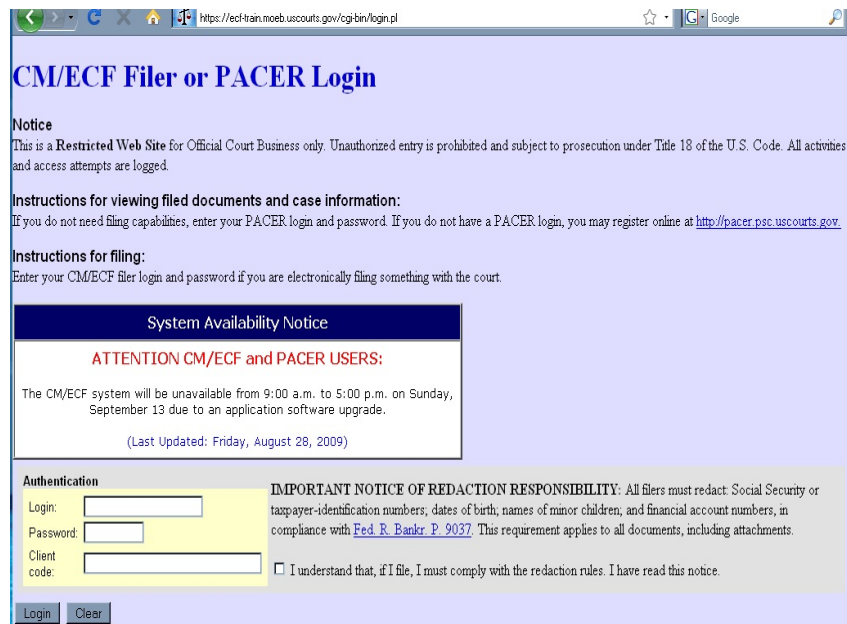 https://ecf-train.moeb.uscourts.gov/cgi-bin/login.pl
G
Google
CM/ECF Filer or PACER Login
Notice
This is a Restricted Web Site for Official Court Business only. Unauthorized entry is prohibited and subject to prosecution under Title 18 of the U.S. Code. All activities
and access attempts are logged.
Instructions for viewing filed documents and case information:
If you do not need filing capabilities, enter your PACER login and password. If you do not have a PACER login, you may register online at http://pacer.psc.uscourts.gov.
Instructions for filing:
Enter your CM/ECF filer login and password if you are electronically filing something with the court.
System Availability Notice
ATTENTION CM/ECF and PACER USERS:
The CM/ECF system will be unavailable from 9:00 a.m. to 5:00 p.m. on Sunday,
September 13 due to an application software upgrade.
(Last Updated: Friday, August 28, 2009)
Authentication
Login:
Password:
Client
code:
IMPORTANT NOTICE OF REDACTION RESPONSIBILITY: All filers must redact: Social Security or
taxpayer-identification numbers; dates of birth; names of minor children; and financial account numbers, in
compliance with Fed. R. Bankr. P. 9037. This requirement applies to all documents, including attachments.
I understand that, if I file, I must comply with the redaction rules. I have read this notice.
Login
Clear